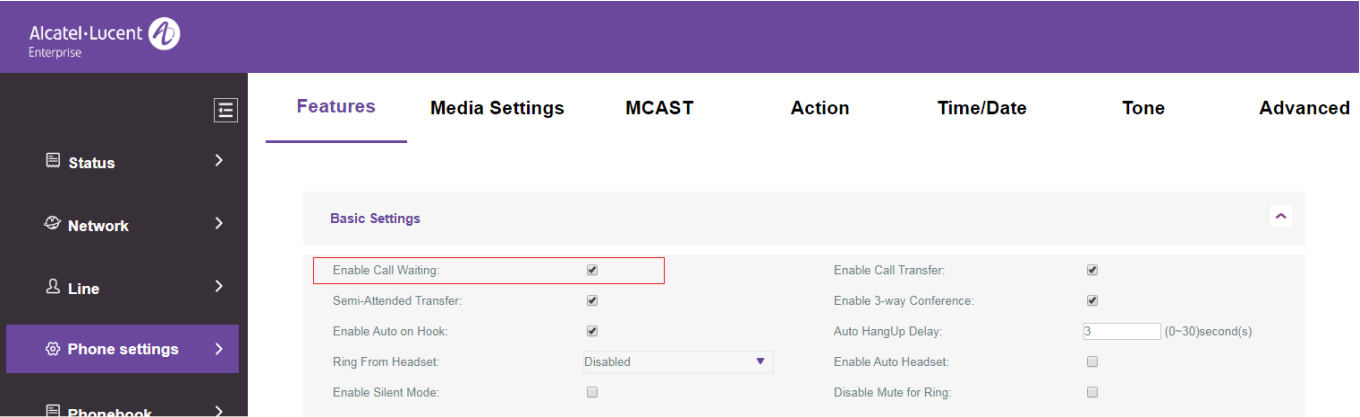 Alcatel·Lucent
Enterprise
Features Media Settings MCAST Action Time/Date Tone Advanced
Status
Network
Line
Phone settings
Phonebook
Basic Settings
Enable Call Waiting: Enable Call Transfer:
Semi-Attended Transfer: Enable 3-way Conference:
Enable Auto on Hook: Auto HangUp Delay: 3 (0~30)second(s)
Ring From Headset: Disabled Enable Auto Headset:
Enable Silent Mode: Disable Mute for Ring: